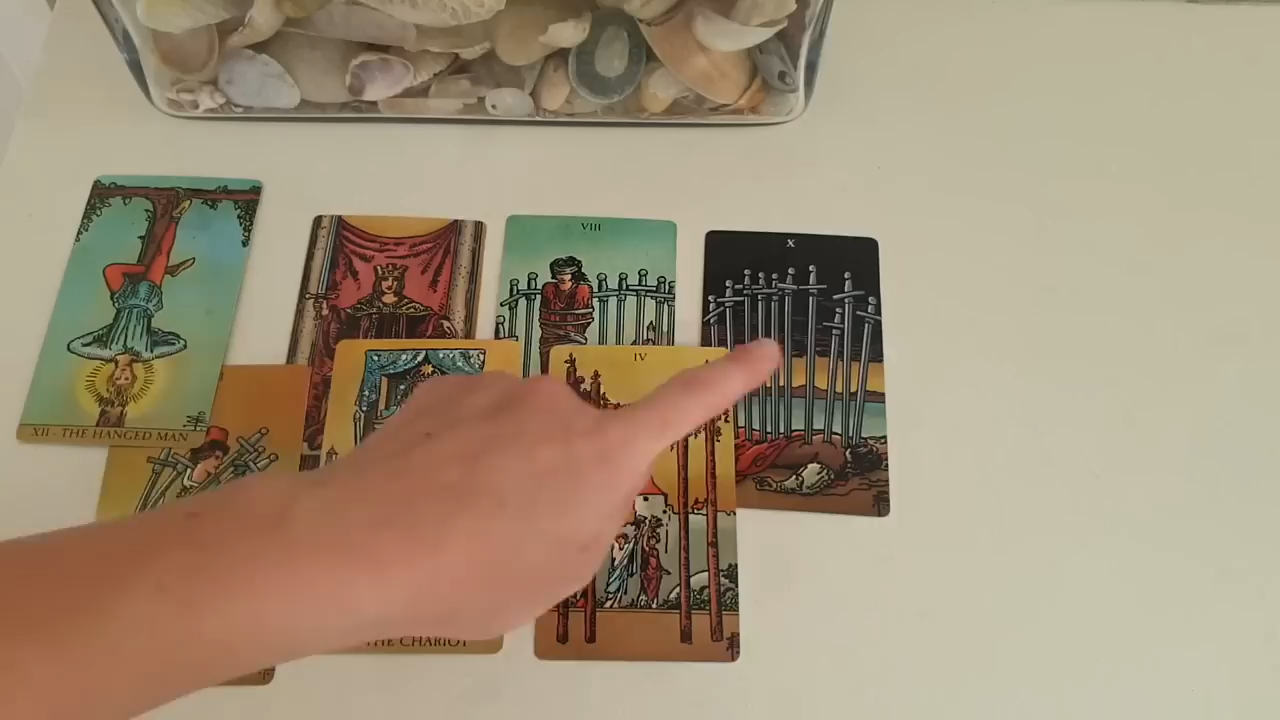 VIII
X
XII - THE HANGED MAN
IV
THE CHARIOT